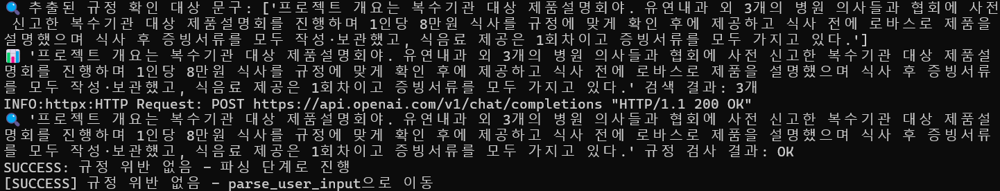 🔍 추출된 규정 확인 대상 문구: ['프로젝트 개요는 복수기관 대상 제품설명회야. 유연내과 외 3개의 병원 의사들과 협회에 사전
신고한 복수기관 대상 제품설명회를 진행하며 1인당 8만원 식사를 규정에 맞게 확인 후에 제공하고 식사 전에 로바스로 제품을
설명했으며 식사 후 증빙서류를 모두 작성·보관했고, 식음료 제공은 1회차이고 증빙서류를 모두 가지고 있다.']
📊 '프로젝트 개요는 복수기관 대상 제품설명회야. 유연내과 외 3개의 병원 의사들과 협회에 사전 신고한 복수기관 대상 제품설
명회를 진행하며 1인당 8만원 식사를 규정에 맞게 확인 후에 제공하고 식사 전에 로바스로 제품을 설명했으며 식사 후 증빙서류
를 모두 작성·보관했고, 식음료 제공은 1회차이고 증빙서류를 모두 가지고 있다.' 검색 결과: 3개
INFO:httpx:HTTP Request: POST https://api.openai.com/v1/chat/completions "HTTP/1.1 200 OK"
🔍 '프로젝트 개요는 복수기관 대상 제품설명회야. 유연내과 외 3개의 병원 의사들과 협회에 사전 신고한 복수기관 대상 제품설
명회를 진행하며 1인당 8만원 식사를 규정에 맞게 확인 후에 제공하고 식사 전에 로바스로 제품을 설명했으며 식사 후 증빙서류
를 모두 작성·보관했고, 식음료 제공은 1회차이고 증빙서류를 모두 가지고 있다.' 규정 검사 결과: OK
SUCCESS: 규정 위반 없음 - 파싱 단계로 진행
[SUCCESS] 규정 위반 없음 - parse_user_input으로 이동